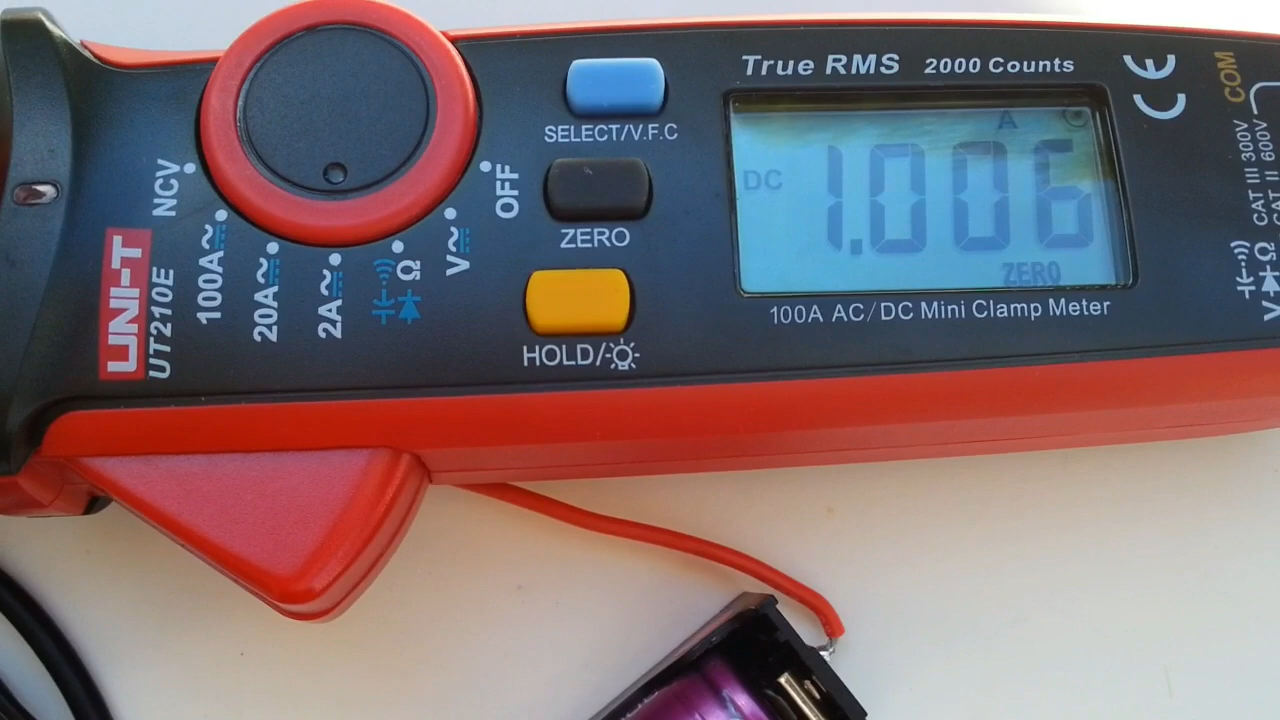 True RMS 2000 Counts
COM
SELECT/V.F.C
A
DC 1.006
ZERO
CAT III 300V
CAT II 600V
NCV
OFF
ZERO
UNI-T
UT210E
100A
20A
2A
Ω
V
V
100A AC/DC Mini Clamp Meter
HOLD/